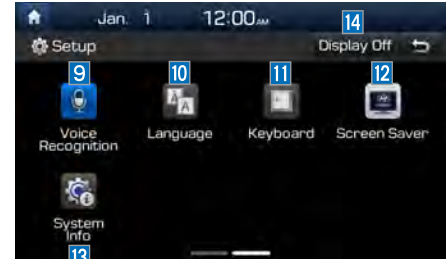 Jan. 1 12:00AM
14
Setup Display Off
9 10 11 12
A A
Voice Recognition Language Keyboard Screen Saver
System Info
13